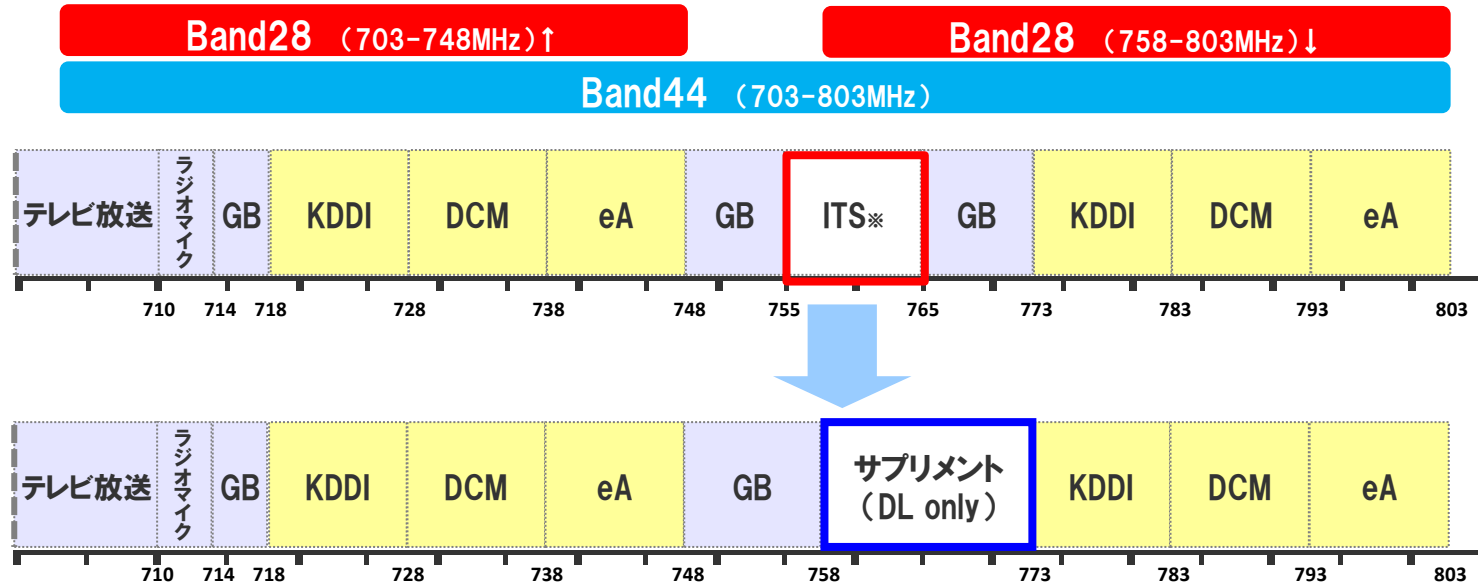 Band28 （703-748MHz）↑
Band28 （758-803MHz）↓
Band44 （703-803MHz）
テレビ放送
ラジオマイク
GB
KDDI
DCM
eA
GB
ITS※
GB
KDDI
DCM
eA
710 714 718 728 738 748 755 765 773 783 793 803
テレビ放送
ラジオマイク
GB
KDDI
DCM
eA
GB
サプリメント
（DL only）
KDDI
DCM
eA
710 714 718 728 738 748 758 773 783 793 803